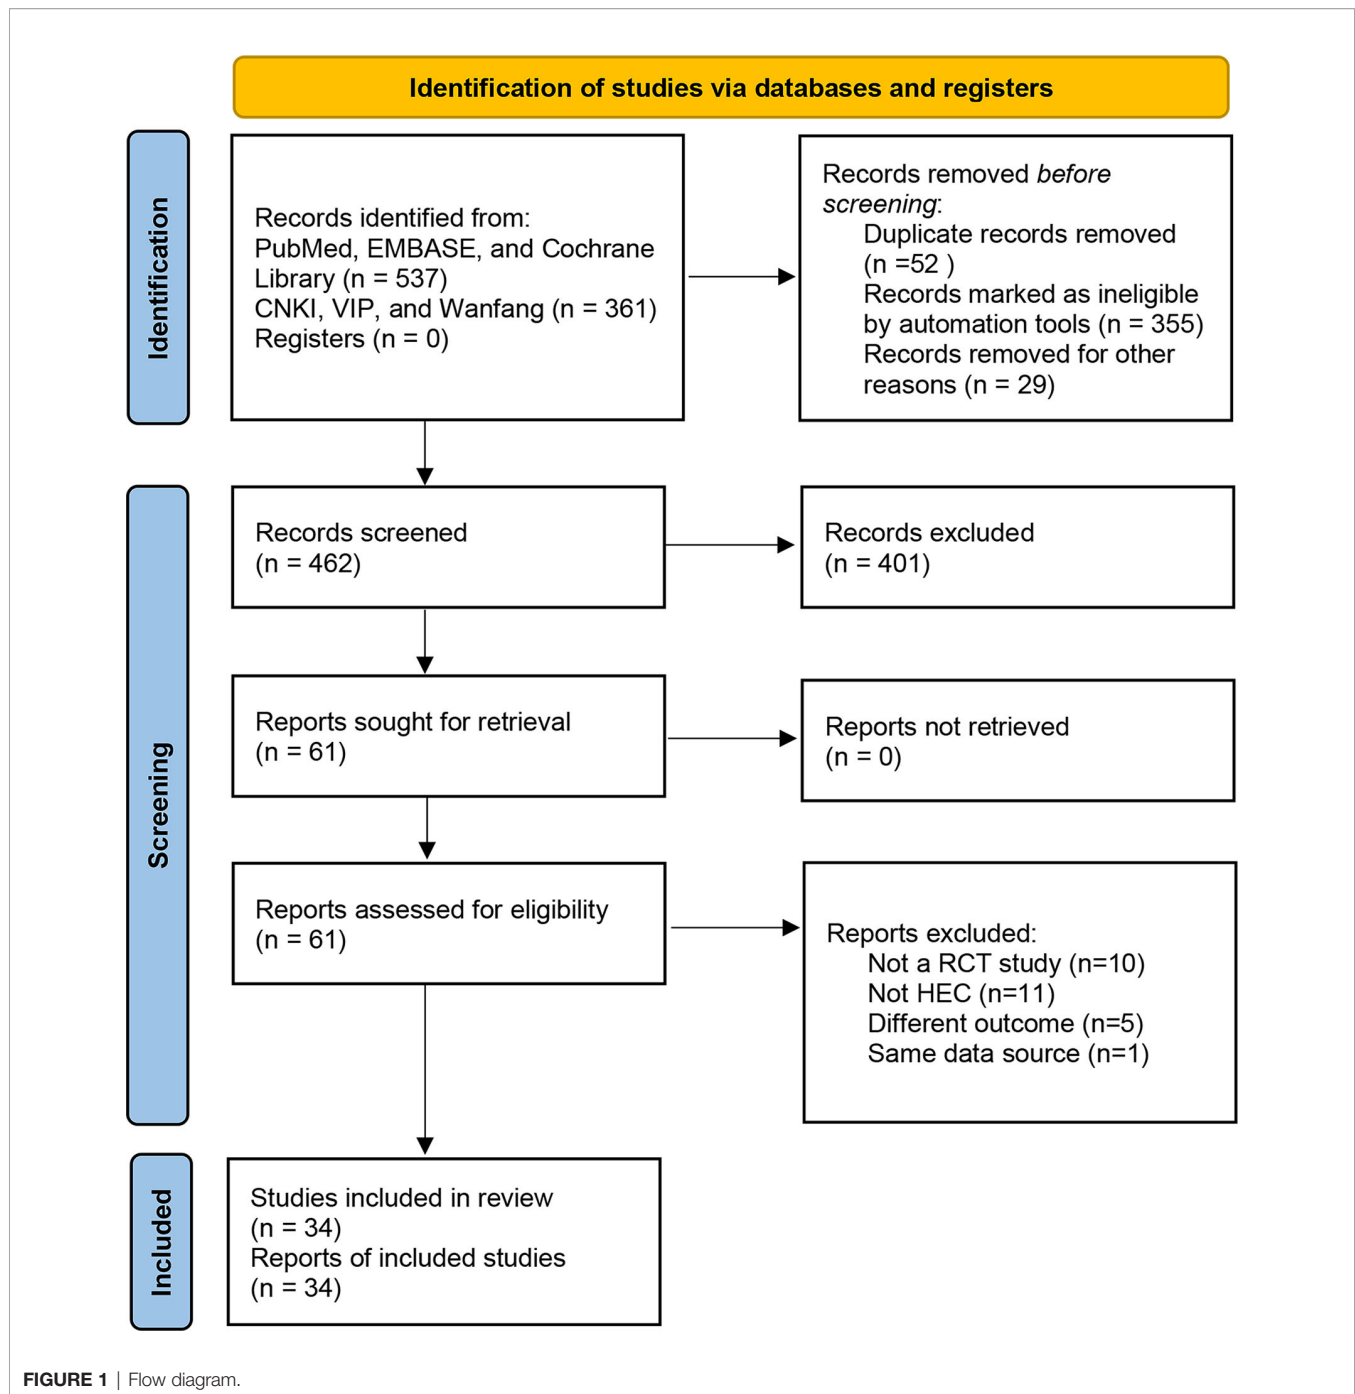 Identification of studies via databases and registers
Identification
Records identified from:
PubMed, EMBASE, and Cochrane
Library (n = 537)
CNKI, VIP, and Wanfang (n = 361)
Registers (n = 0)
Records removed before
screening:
Duplicate records removed
(n =52 )
Records marked as ineligible
by automation tools (n = 355)
Records removed for other
reasons (n = 29)
Screening
Records screened
(n = 462)
Records excluded
(n = 401)
Reports sought for retrieval
(n = 61)
Reports not retrieved
(n = 0)
Reports assessed for eligibility
(n = 61)
Reports excluded:
Not a RCT study (n=10)
Not HEC (n=11)
Different outcome (n=5)
Same data source (n=1)
Included
Studies included in review
(n = 34)
Reports of included studies
(n = 34)
FIGURE 1 | Flow diagram.